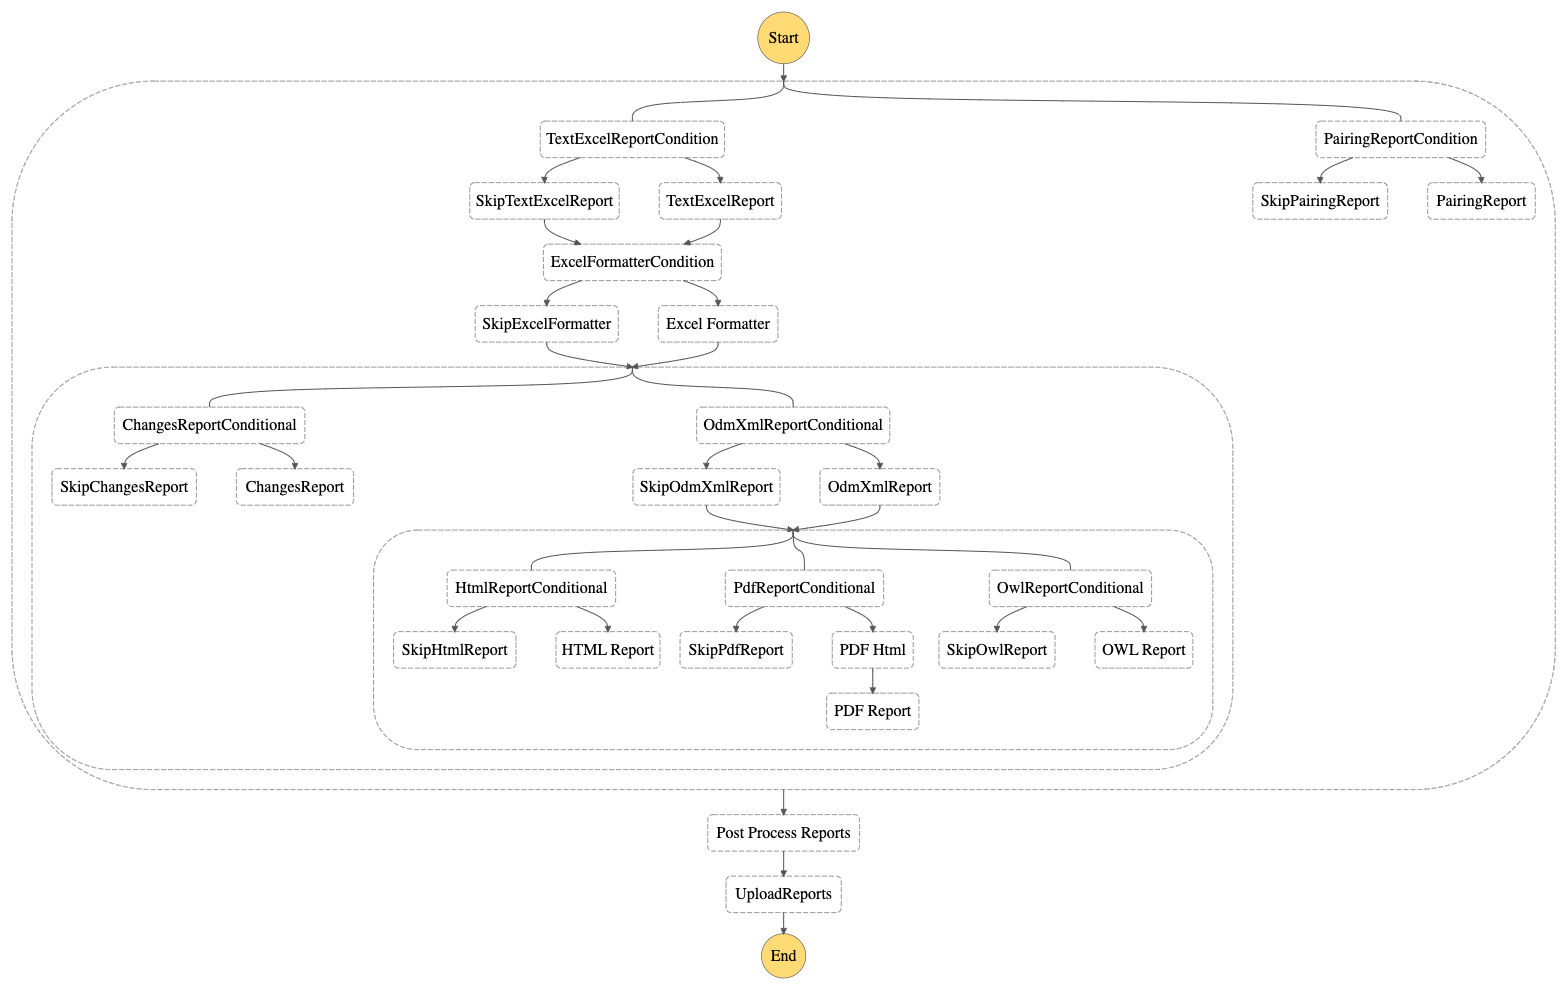 Start
TextExcelReportCondition
PairingReportCondition
SkipTextExcelReport
TextExcelReport
SkipPairingReport
PairingReport
ExcelFormatterCondition
SkipExcelFormatter
Excel Formatter
ChangesReportConditional
OdmXmlReportConditional
SkipChangesReport
ChangesReport
SkipOdmXmlReport
OdmXmlReport
HtmlReportConditional
PdfReportConditional
OwlReportConditional
SkipHtmlReport
HTML Report
SkipPdfReport
PDF Html
SkipOwlReport
OWL Report
PDF Report
Post Process Reports
UploadReports
End